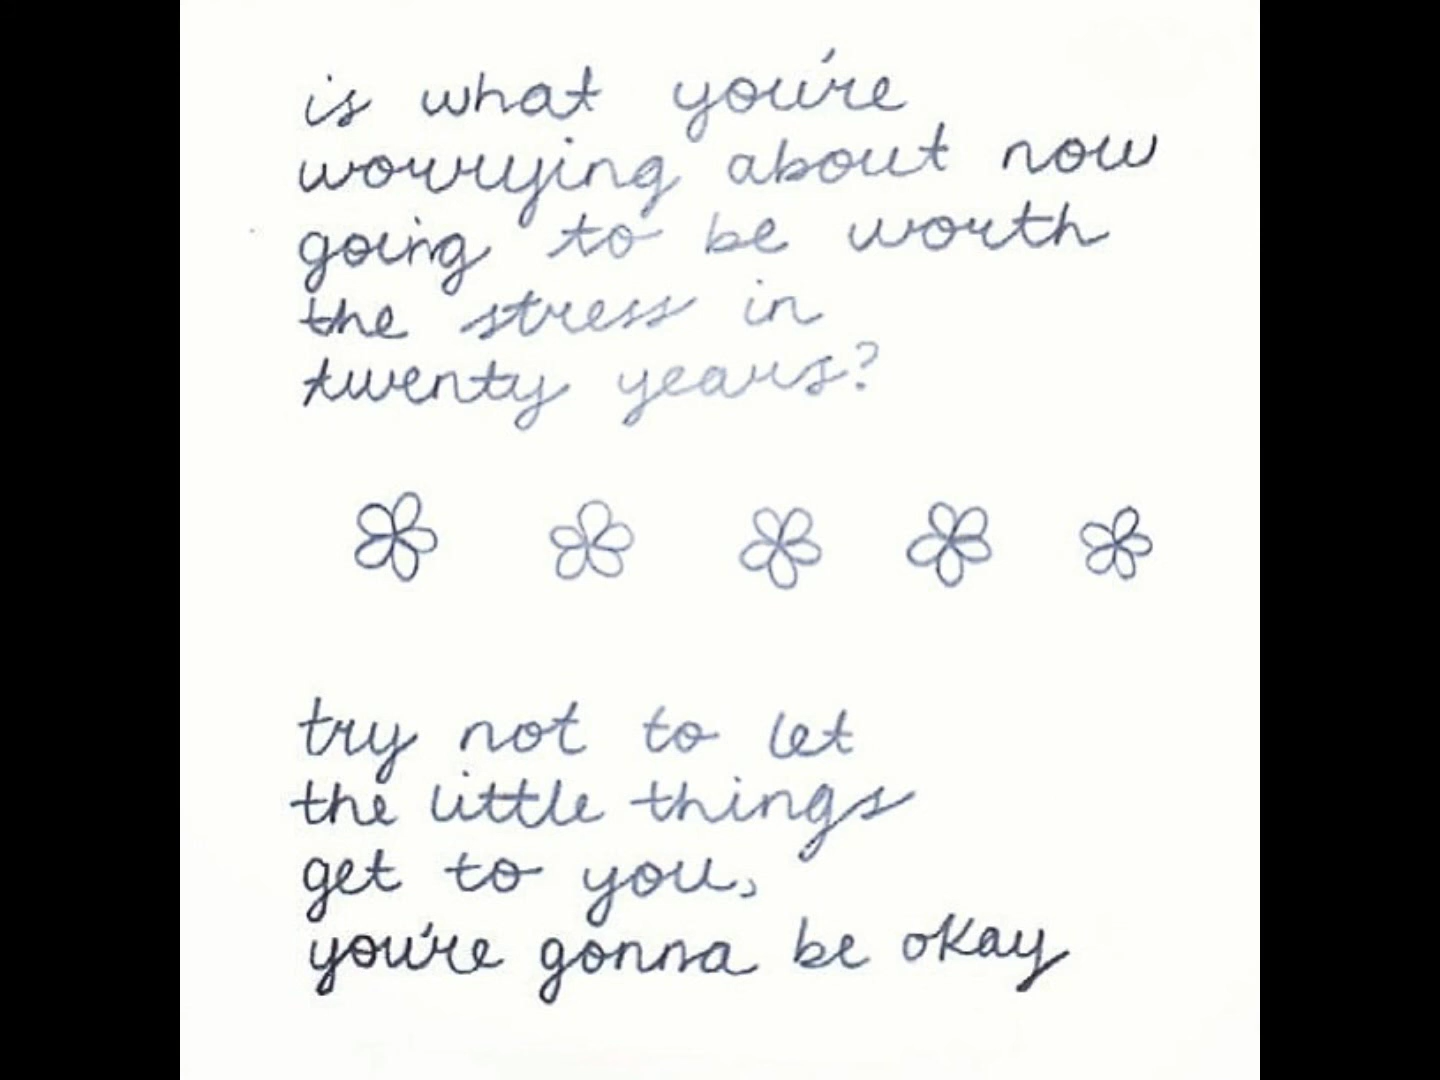 is what you're
worrying about now
going to be worth
the stress in
twenty years?
try not to let
the little things
get to you,
you're gonna be okay